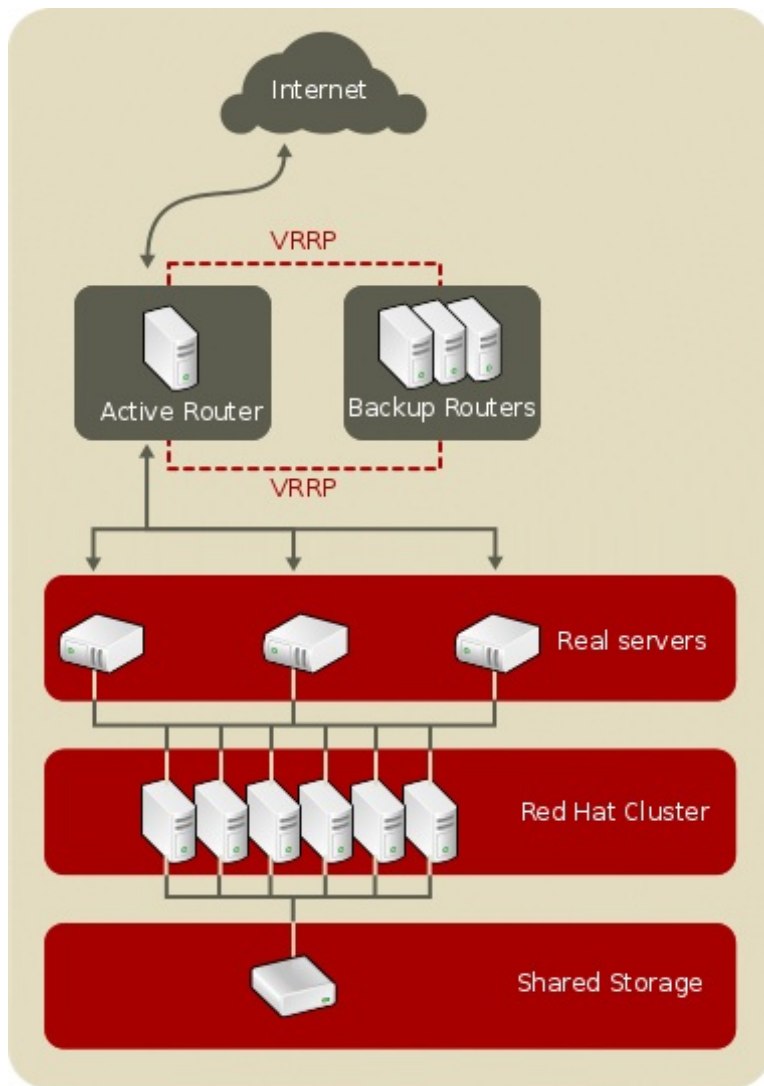 Internet
VRRP
Active Router
Backup Routers
VRRP
Real servers
Red Hat Cluster
Shared Storage